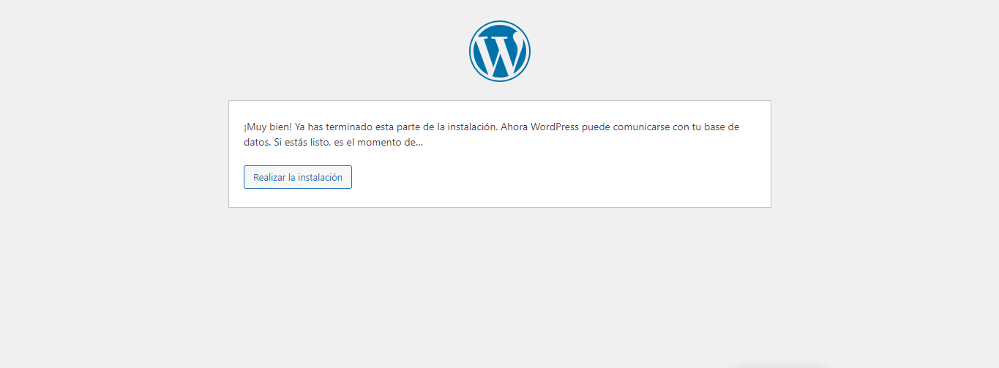 ¡Muy bien! Ya has terminado esta parte de la instalación. Ahora WordPress puede comunicarse con tu base de
datos. Si estás listo, es el momento de…
Realizar la instalación